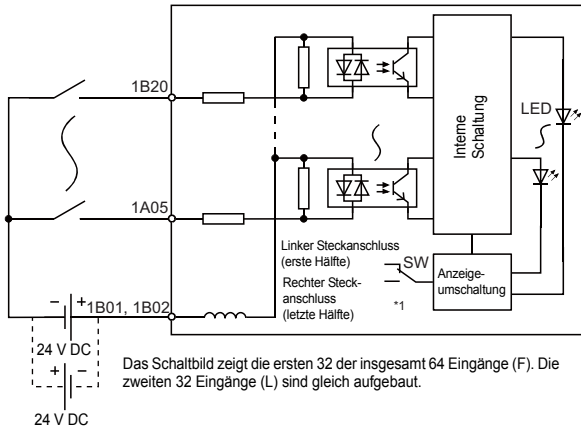 1B20
LED
Interne
Schaltung
1A05
Linker Steckanschluss
(erste Hälfte)
SW
Rechter Steck-
anschluss
(letzte Hälfte)
*1
Anzeige-
umschaltung
– +
1B01, 1B02
24 V DC
+ –
24 V DC
Das Schaltbild zeigt die ersten 32 der insgesamt 64 Eingänge (F). Die
zweiten 32 Eingänge (L) sind gleich aufgebaut.